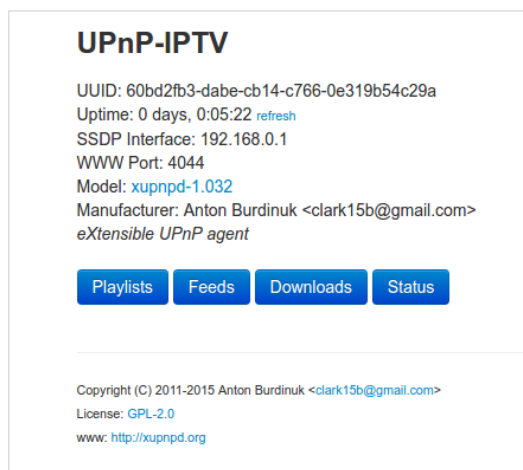 UPnP-IPTV
UUID: 60bd2fb3-dabe-cb14-c766-0e319b54c29a
Uptime: 0 days, 0:05:22 refresh
SSDP Interface: 192.168.0.1
WWW Port: 4044
Model: xupnpd-1.032
Manufacturer: Anton Burdinuk <clark15b@gmail.com>
eXtensible UPnP agent
Playlists Feeds Downloads Status
Copyright (C) 2011-2015 Anton Burdinuk <clark15b@gmail.com>
License: GPL-2.0
www: http://xupnpd.org